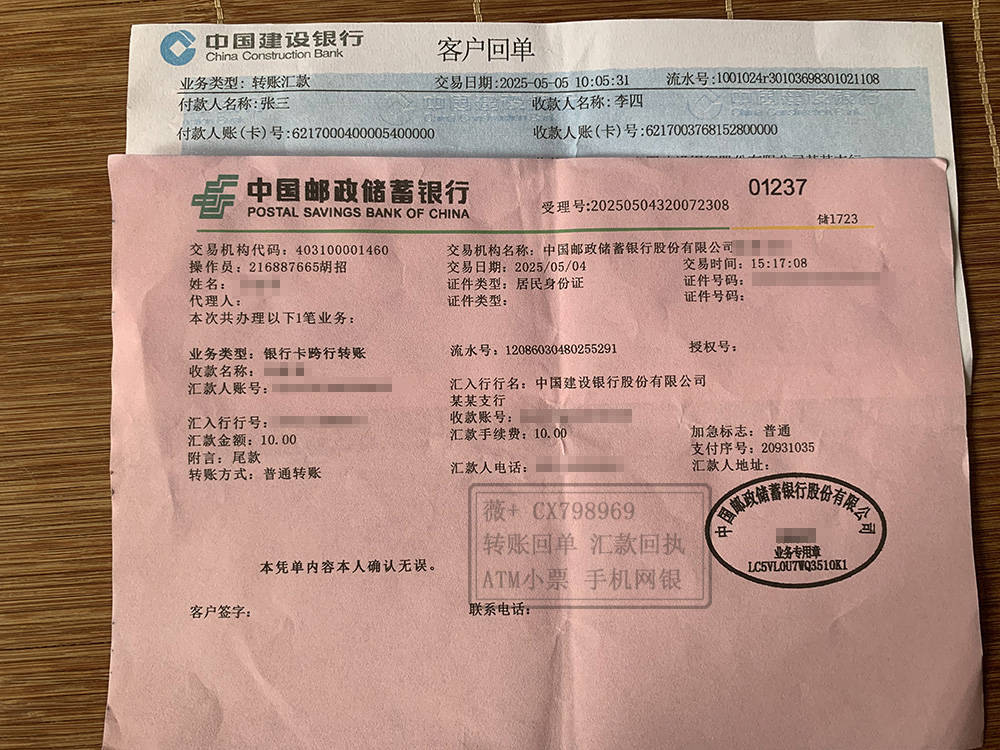 中国建设银行
China Construction Bank
客户回单
业务类型: 转账汇款 交易日期:2025-05-05 10:05:31 流水号:1001024r30103698301021108
付款人名称:张三 收款人名称:李四
付款人账(卡)号:6217000400005400000 收款人账(卡)号:6217003768152800000
中国邮政储蓄银行
POSTAL SAVINGS BANK OF CHINA
受理号:20250504320072308
01237
储1723
交易机构代码: 403100001460 交易机构名称: 中国邮政储蓄银行股份有限公司
操作员: 216887665胡招 交易日期: 2025/05/04 交易时间: 15:17:08
姓名: 证件类型: 居民身份证 证件号码:
代理人: 证件类型: 证件号码:
本次共办理以下1笔业务:
业务类型: 银行卡跨行转账 流水号: 12086030480255291 授权号:
收款名称:
汇款人账号: 汇入行行名: 中国建设银行股份有限公司
某某支行
汇入行行号: 收款账号:
汇款金额: 10.00 汇款手续费: 10.00 加急标志: 普通
附言: 尾款 支付序号: 20931035
转账方式: 普通转账 汇款人电话: 汇款人地址:
薇+ CX798969
转账回单 汇款回执
ATM小票 手机网银
中国邮政储蓄银行股份有限公司
业务专用章
LC5VL0U7WQ3510K1
本凭单内容本人确认无误。
客户签字: 联系电话: